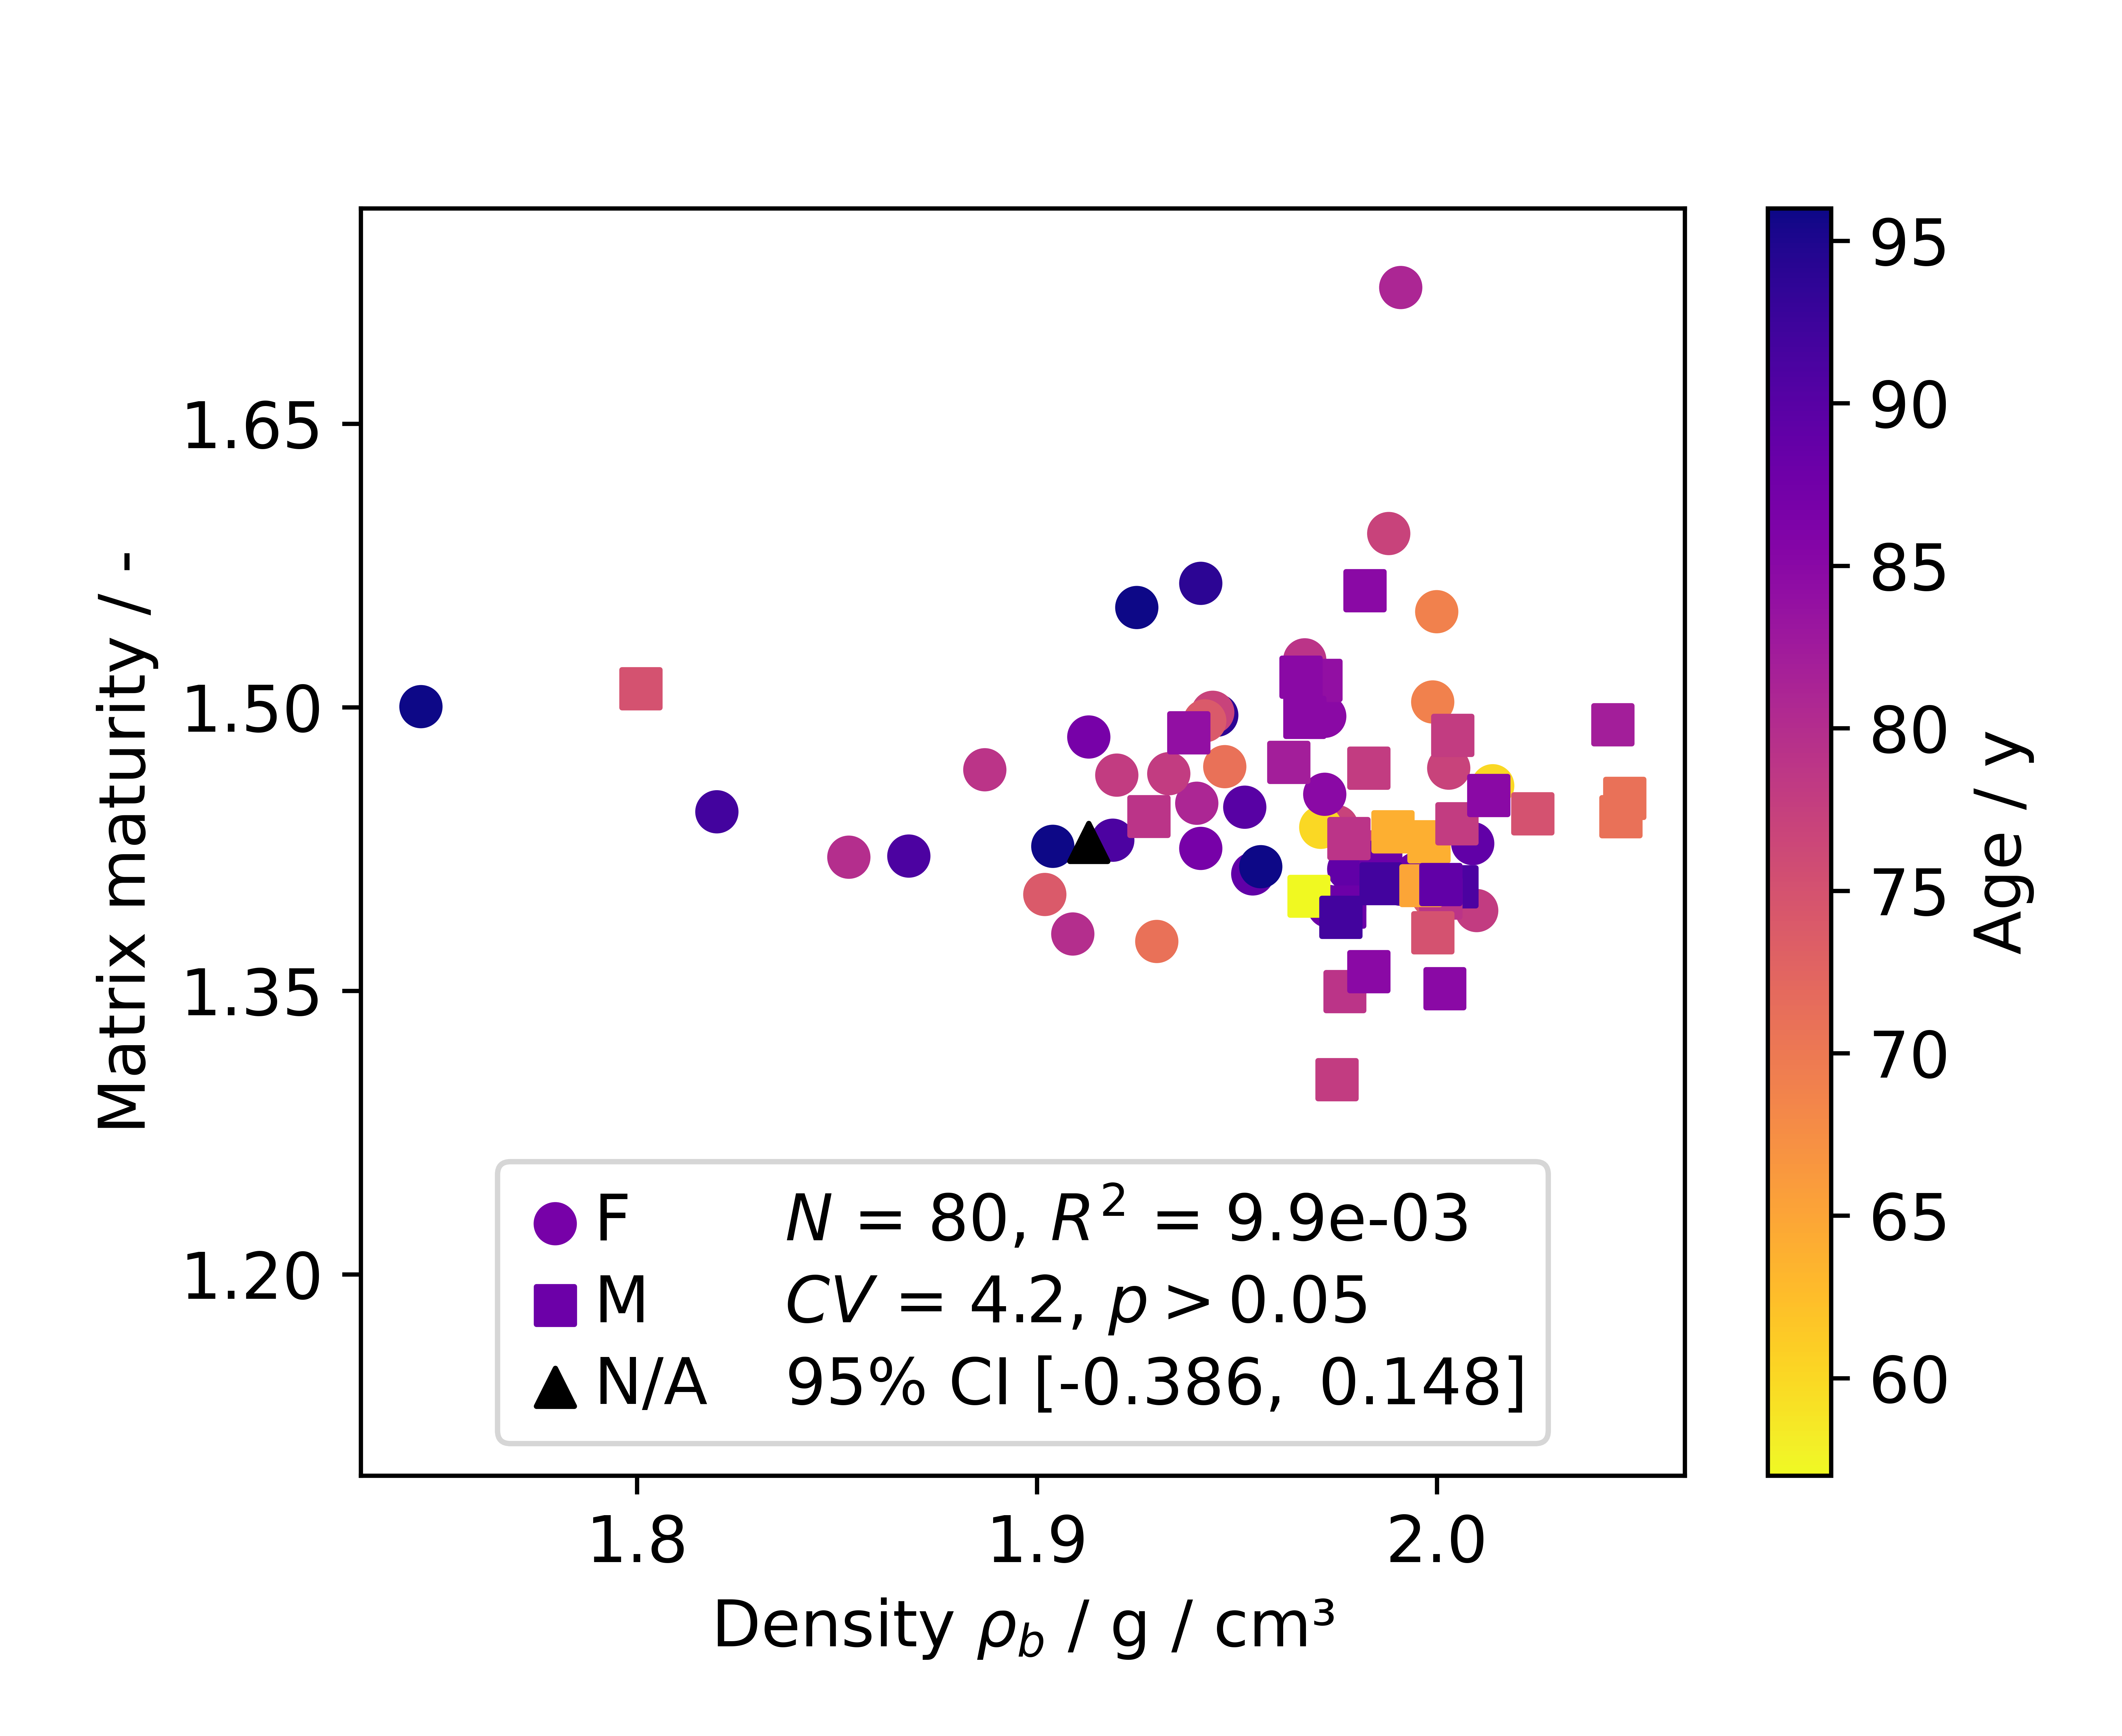 Matrix maturity / -
1.65
1.50
1.35
1.20
F
M
N/A
N = 80, R² = 9.9e-03
CV = 4.2, p > 0.05
95% CI [-0.386, 0.148]
1.8 1.9 2.0
Density ρb / g / cm³
95
90
85
80
75
70
65
60
Age / y